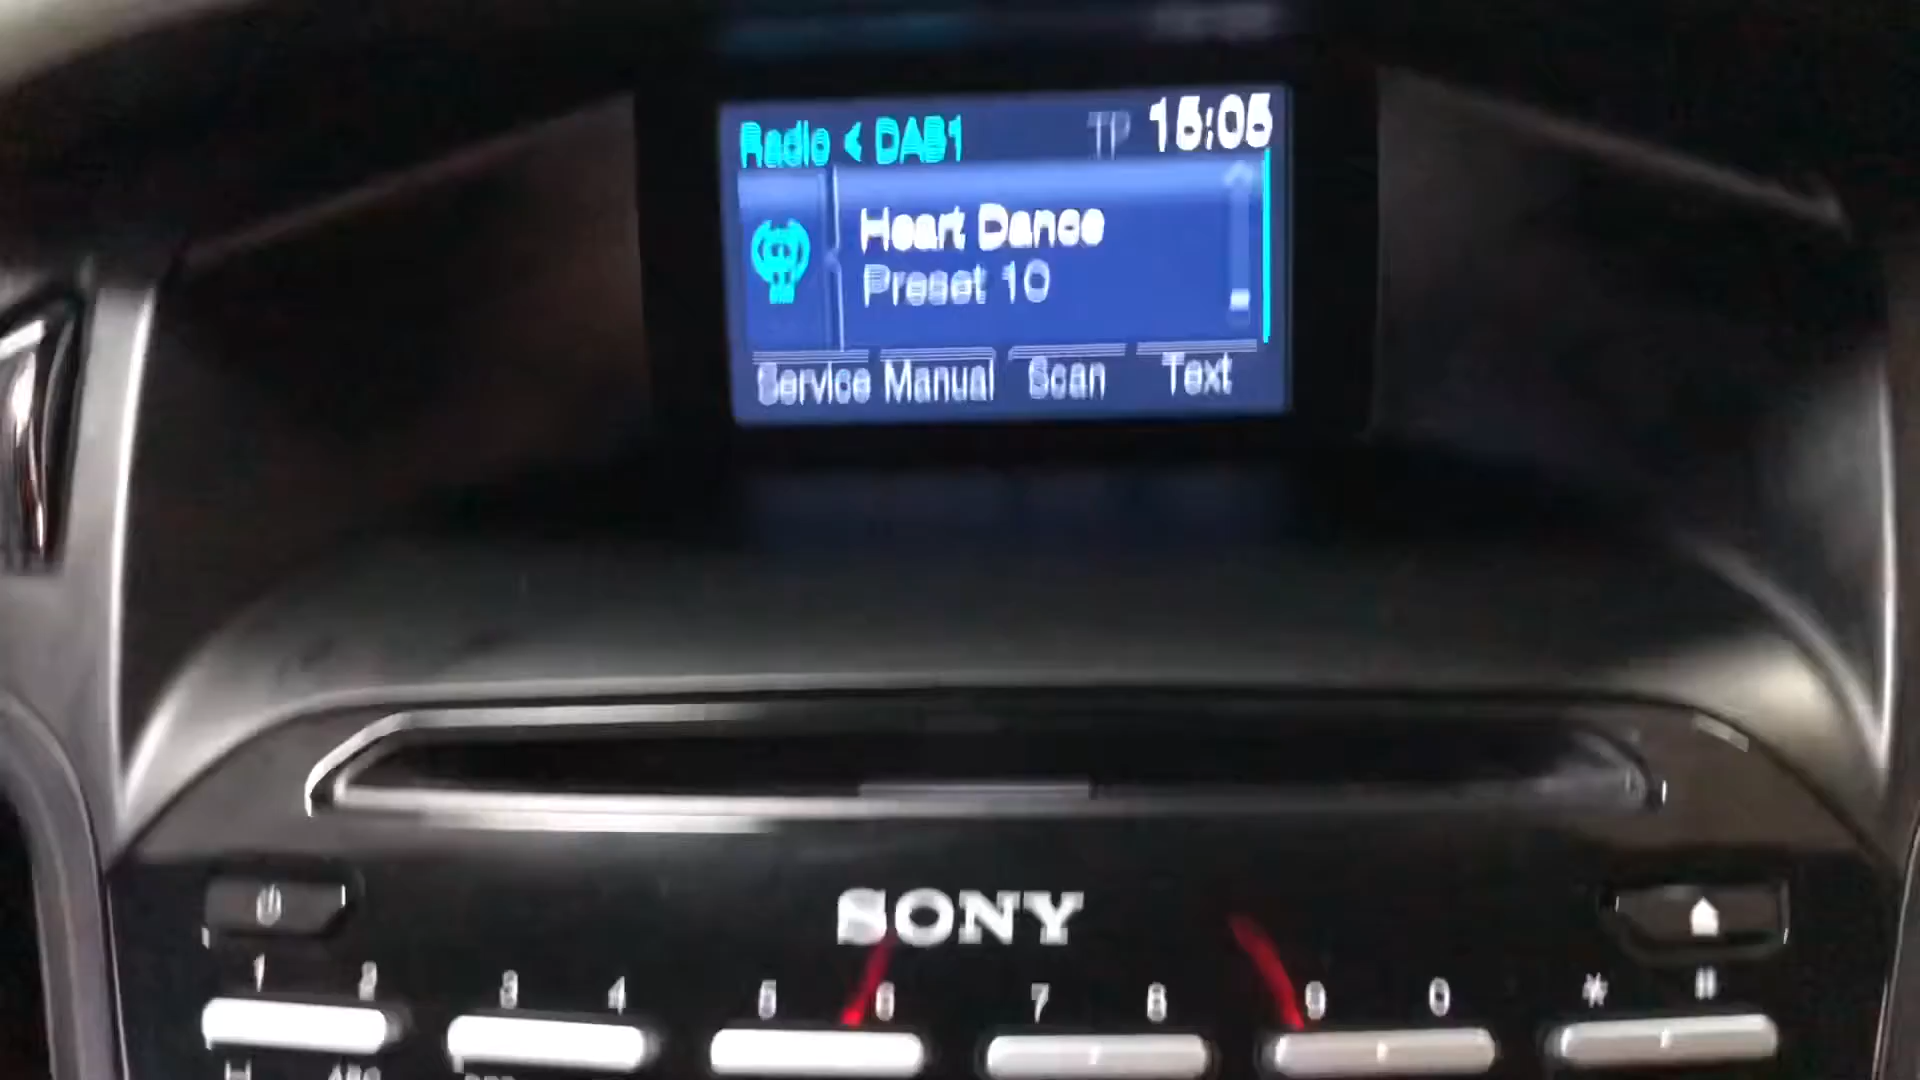 Radio < DAB1 TP 15:05
Heart Dance
Preset 10
Service Manual Scan Text
SONY
1 2 3 4 5 6 7 8 9 0 * #